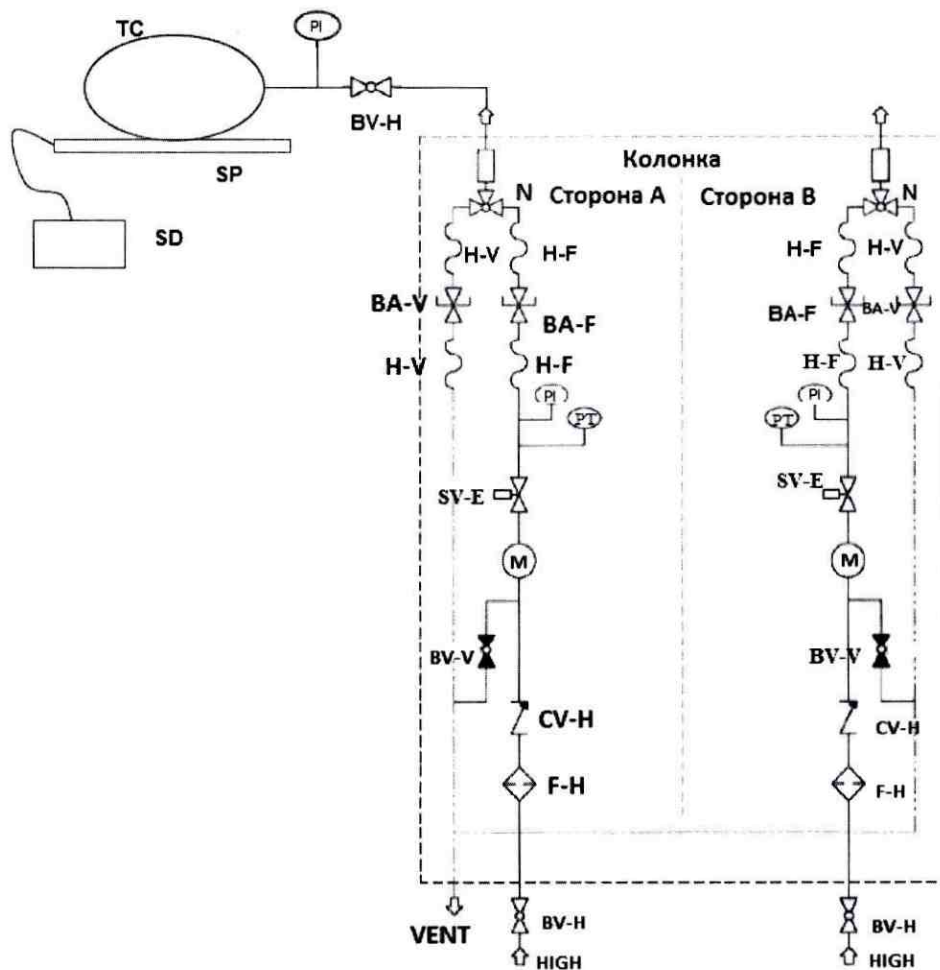 TC
PI
BV-H
SP
SD
Колонка
N
Сторона А
Сторона В
N
H-V
H-F
H-F
H-V
BA-V
BA-F
BA-F
BA-V
H-V
H-F
H-F
H-V
PI
PT
PI
PT
SV-E
SV-E
M
M
BV-V
BV-V
CV-H
CV-H
F-H
F-H
VENT
BV-H
BV-H
HIGH
HIGH